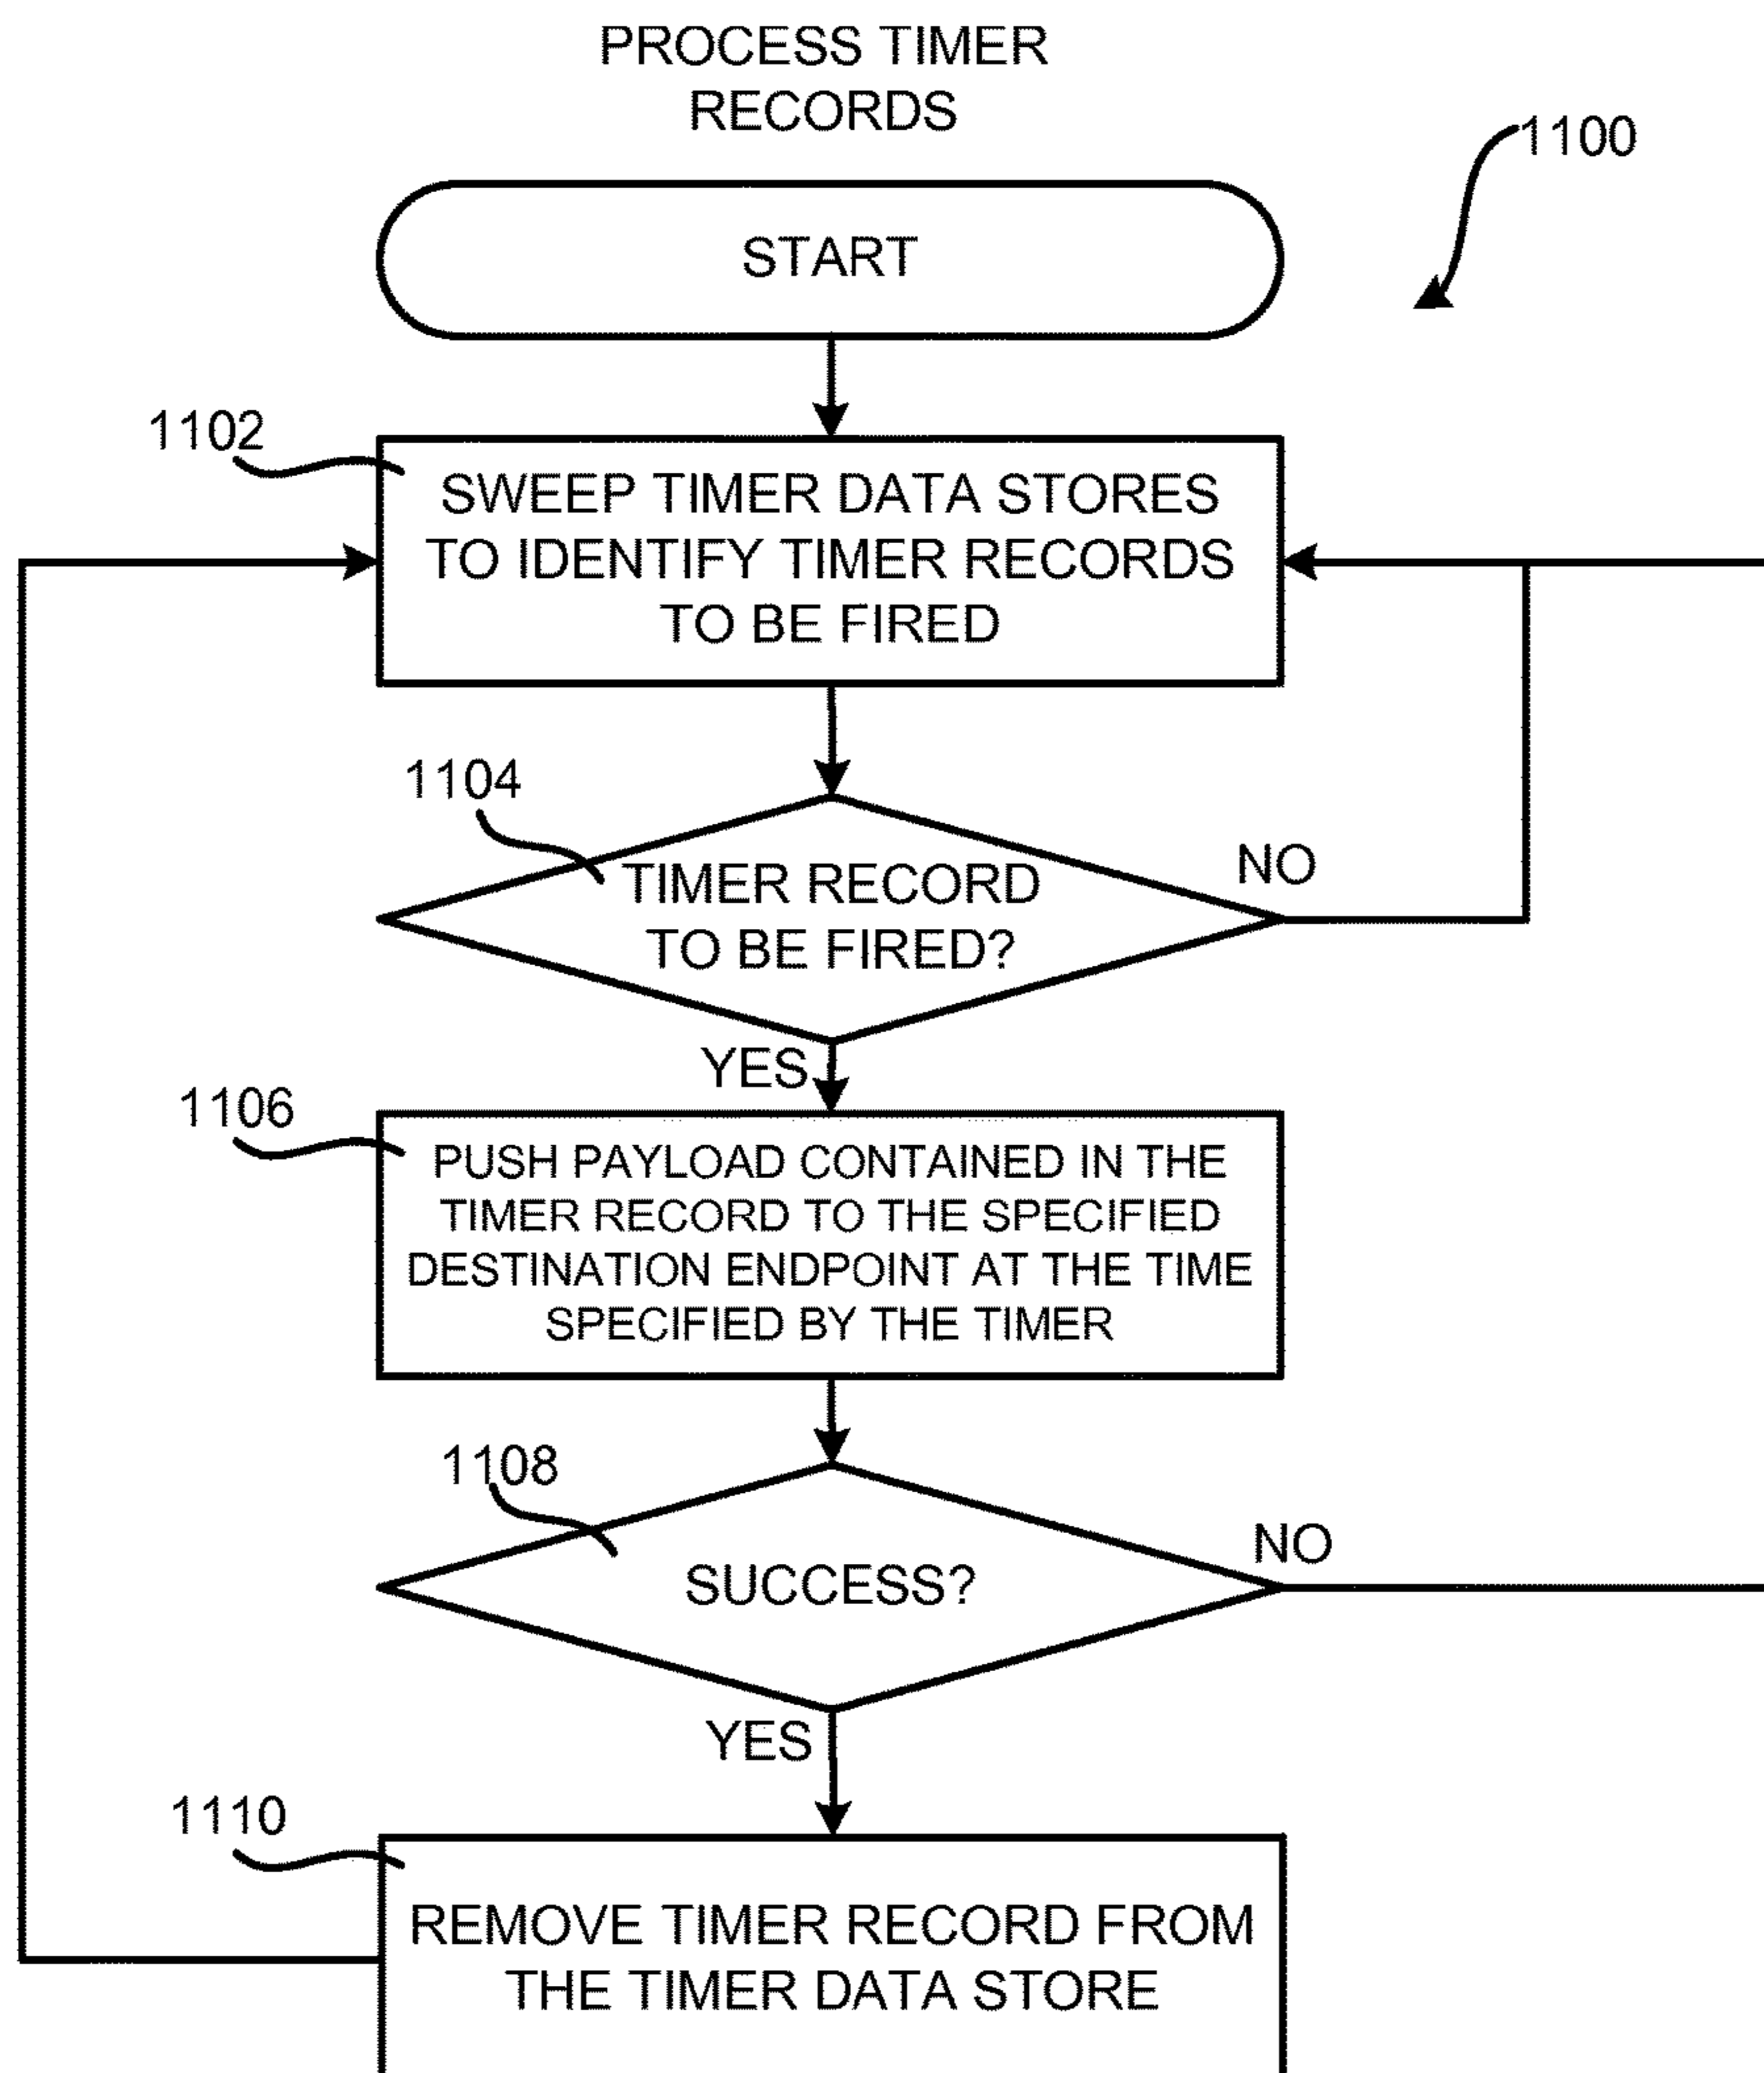 PROCESS TIMER
RECORDS
1100
START
1102
SWEEP TIMER DATA STORES
TO IDENTIFY TIMER RECORDS
TO BE FIRED
1104
TIMER RECORD
TO BE FIRED?
NO
YES
1106
PUSH PAYLOAD CONTAINED IN THE
TIMER RECORD TO THE SPECIFIED
DESTINATION ENDPOINT AT THE TIME
SPECIFIED BY THE TIMER
1108
SUCCESS?
NO
YES
1110
REMOVE TIMER RECORD FROM
THE TIMER DATA STORE